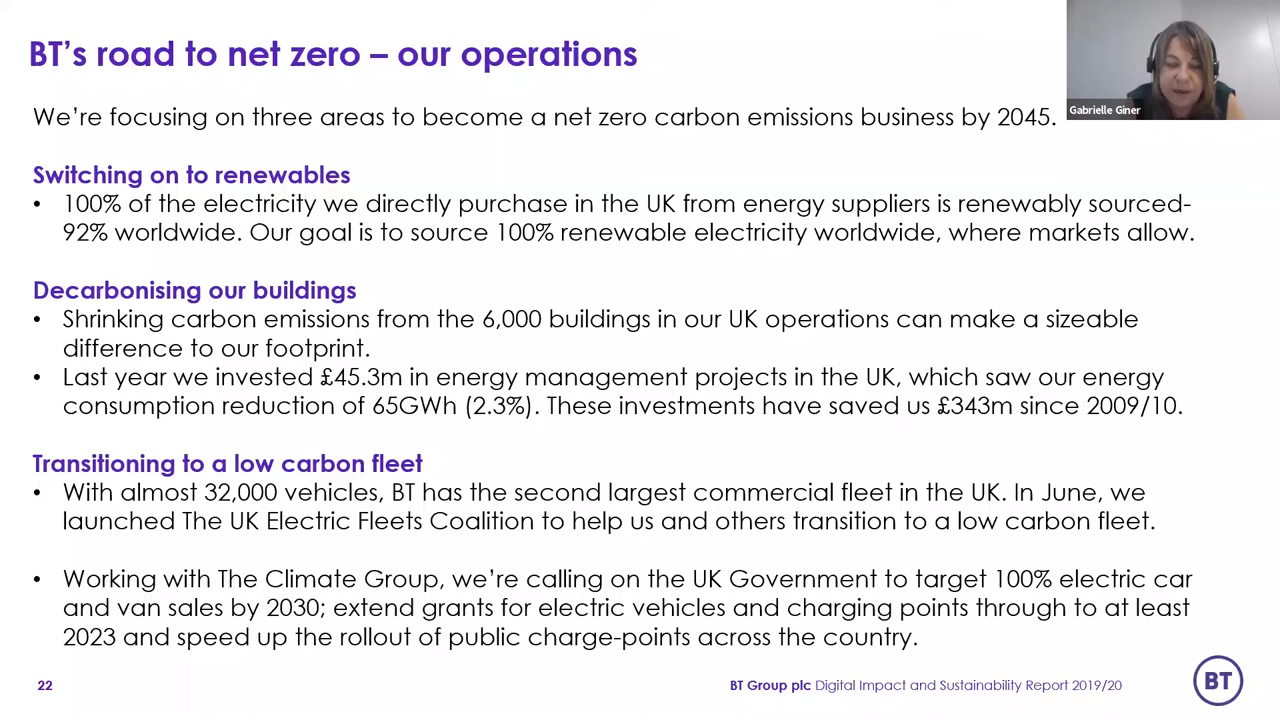 BT’s road to net zero – our operations
Gabrielle Giner
We’re focusing on three areas to become a net zero carbon emissions business by 2045.
Switching on to renewables
• 100% of the electricity we directly purchase in the UK from energy suppliers is renewably sourced-
92% worldwide. Our goal is to source 100% renewable electricity worldwide, where markets allow.
Decarbonising our buildings
• Shrinking carbon emissions from the 6,000 buildings in our UK operations can make a sizeable
difference to our footprint.
• Last year we invested £45.3m in energy management projects in the UK, which saw our energy
consumption reduction of 65GWh (2.3%). These investments have saved us £343m since 2009/10.
Transitioning to a low carbon fleet
• With almost 32,000 vehicles, BT has the second largest commercial fleet in the UK. In June, we
launched The UK Electric Fleets Coalition to help us and others transition to a low carbon fleet.
• Working with The Climate Group, we’re calling on the UK Government to target 100% electric car
and van sales by 2030; extend grants for electric vehicles and charging points through to at least
2023 and speed up the rollout of public charge-points across the country.
22
BT Group plc Digital Impact and Sustainability Report 2019/20
BT